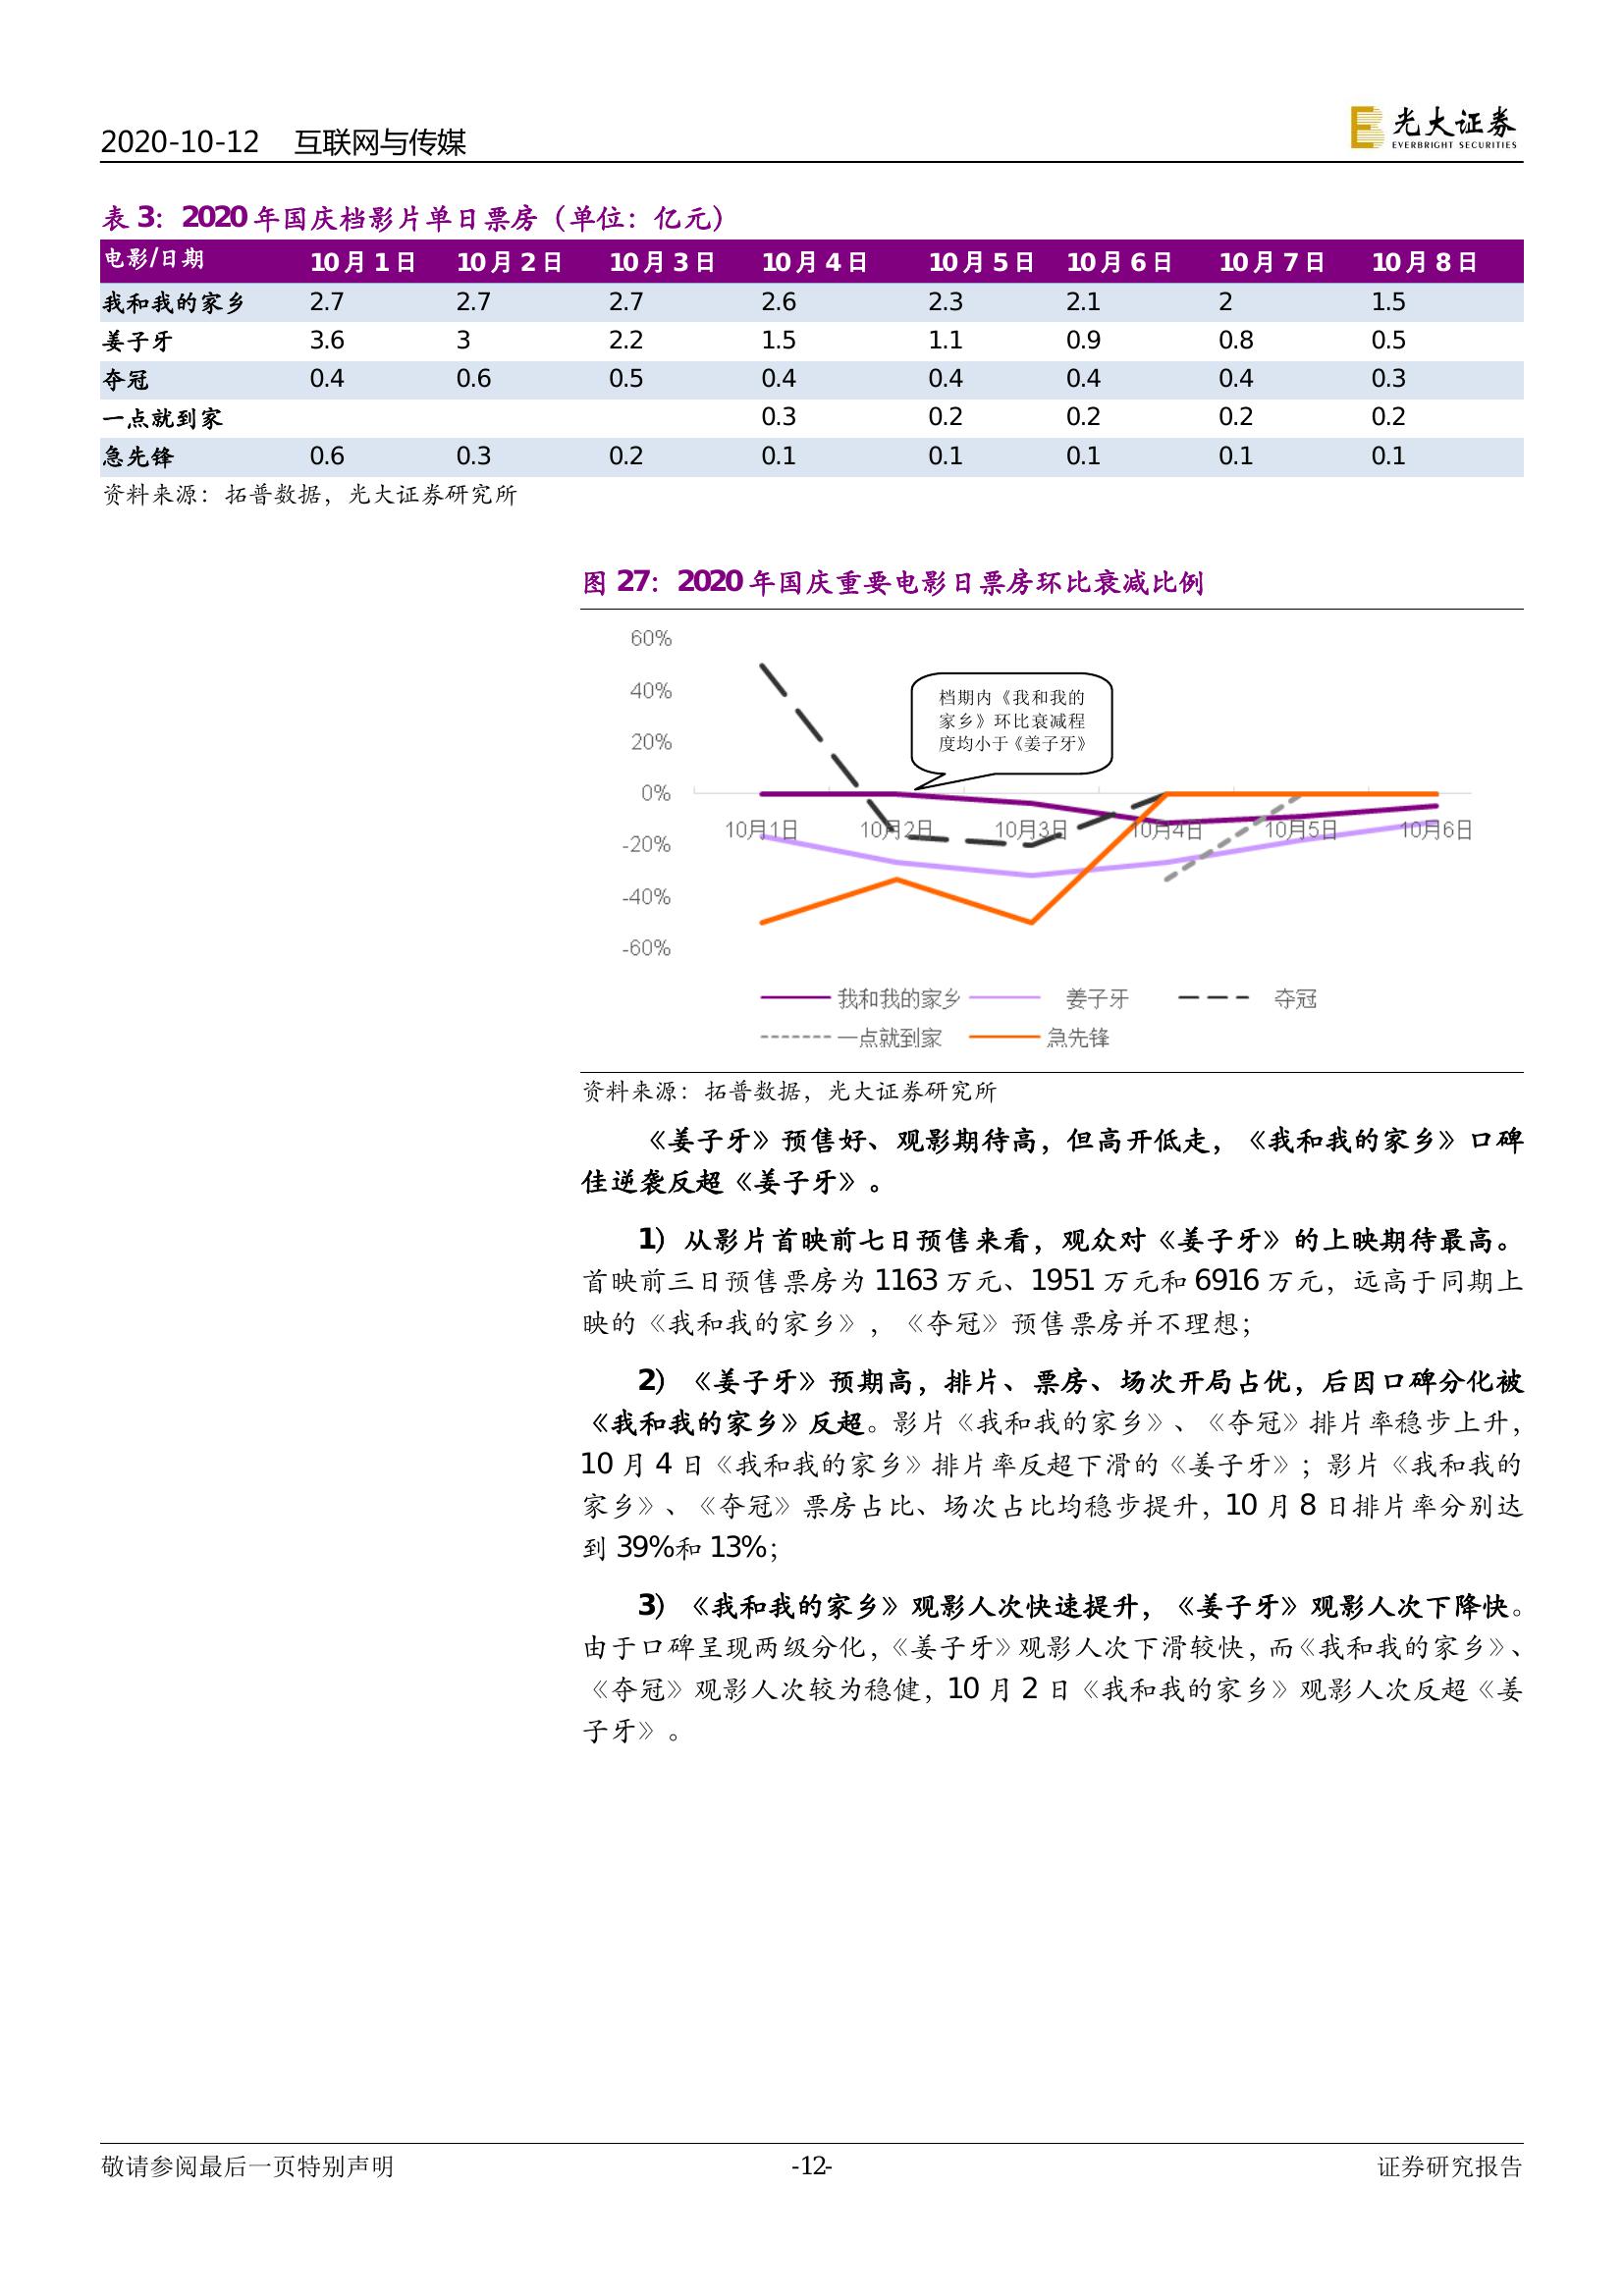 2020-10-12 互联网与传媒
光大证券
EVERBRIGHT SECURITIES
表 3：2020 年国庆档影片单日票房（单位：亿元）
电影/日期 10 月 1 日 10 月 2 日 10 月 3 日 10 月 4 日 10 月 5 日 10 月 6 日 10 月 7 日 10 月 8 日
我和我的家乡 2.7 2.7 2.7 2.6 2.3 2.1 2 1.5
姜子牙 3.6 3 2.2 1.5 1.1 0.9 0.8 0.5
夺冠 0.4 0.6 0.5 0.4 0.4 0.4 0.4 0.3
一点就到家 0.3 0.2 0.2 0.2 0.2
急先锋 0.6 0.3 0.2 0.1 0.1 0.1 0.1 0.1
资料来源：拓普数据，光大证券研究所
图 27：2020 年国庆重要电影日票房环比衰减比例
60%
40%
20%
0%
-20%
-40%
-60%
档期内《我和我的
家乡》环比衰减程
度均小于《姜子牙》
10月1日 10月2日 10月3日 10月4日 10月5日 10月6日
我和我的家乡 姜子牙 夺冠
一点就到家 急先锋
资料来源：拓普数据，光大证券研究所
《姜子牙》预售好、观影期待高，但高开低走，《我和我的家乡》口碑
佳逆袭反超《姜子牙》。
1）从影片首映前七日预售来看，观众对《姜子牙》的上映期待最高。
首映前三日预售票房为 1163 万元、1951 万元和 6916 万元，远高于同期上
映的《我和我的家乡》，《夺冠》预售票房并不理想；
2）《姜子牙》预期高，排片、票房、场次开局占优，后因口碑分化被
《我和我的家乡》反超。影片《我和我的家乡》、《夺冠》排片率稳步上升，
10 月 4 日《我和我的家乡》排片率反超下滑的《姜子牙》；影片《我和我的
家乡》、《夺冠》票房占比、场次占比均稳步提升，10 月 8 日排片率分别达
到 39%和 13%；
3）《我和我的家乡》观影人次快速提升，《姜子牙》观影人次下降快。
由于口碑呈现两级分化，《姜子牙》观影人次下滑较快，而《我和我的家乡》、
《夺冠》观影人次较为稳健，10 月 2 日《我和我的家乡》观影人次反超《姜
子牙》。
敬请参阅最后一页特别声明 -12- 证券研究报告